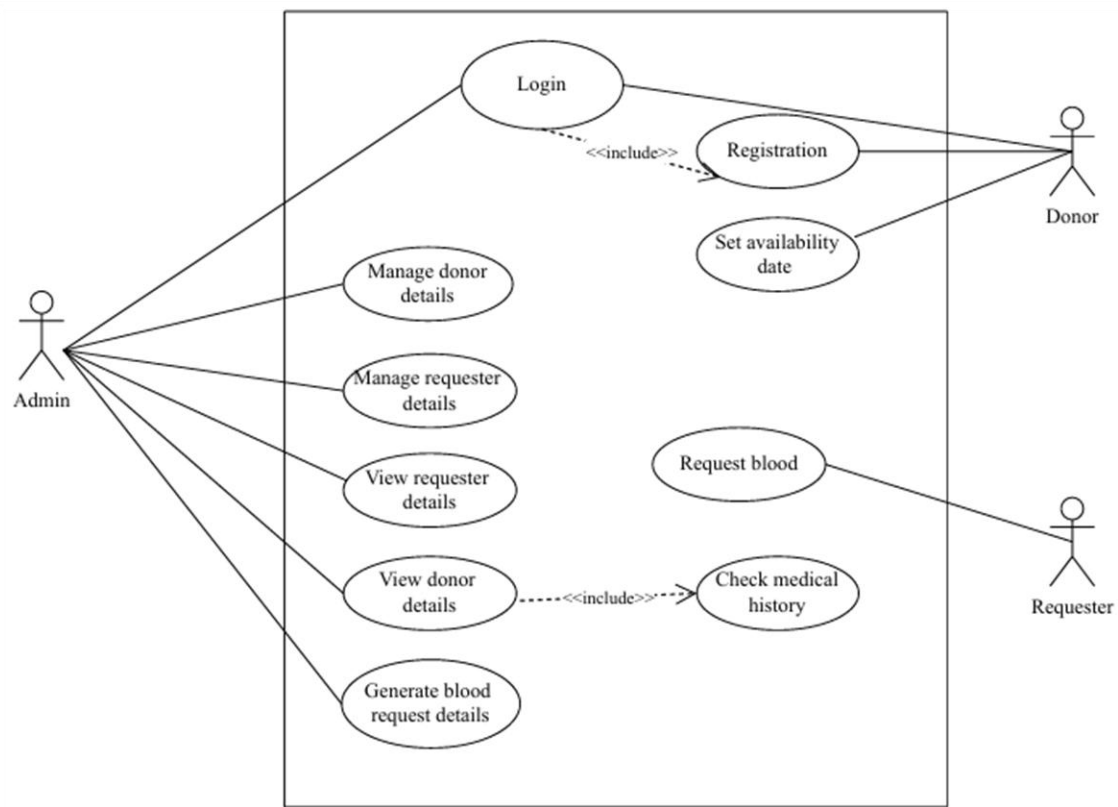 Login
<<include>>
Registration
Donor
Set availability
date
Manage donor
details
Admin
Manage requester
details
Request blood
View requester
details
View donor
details
<<include>>
Check medical
history
Requester
Generate blood
request details